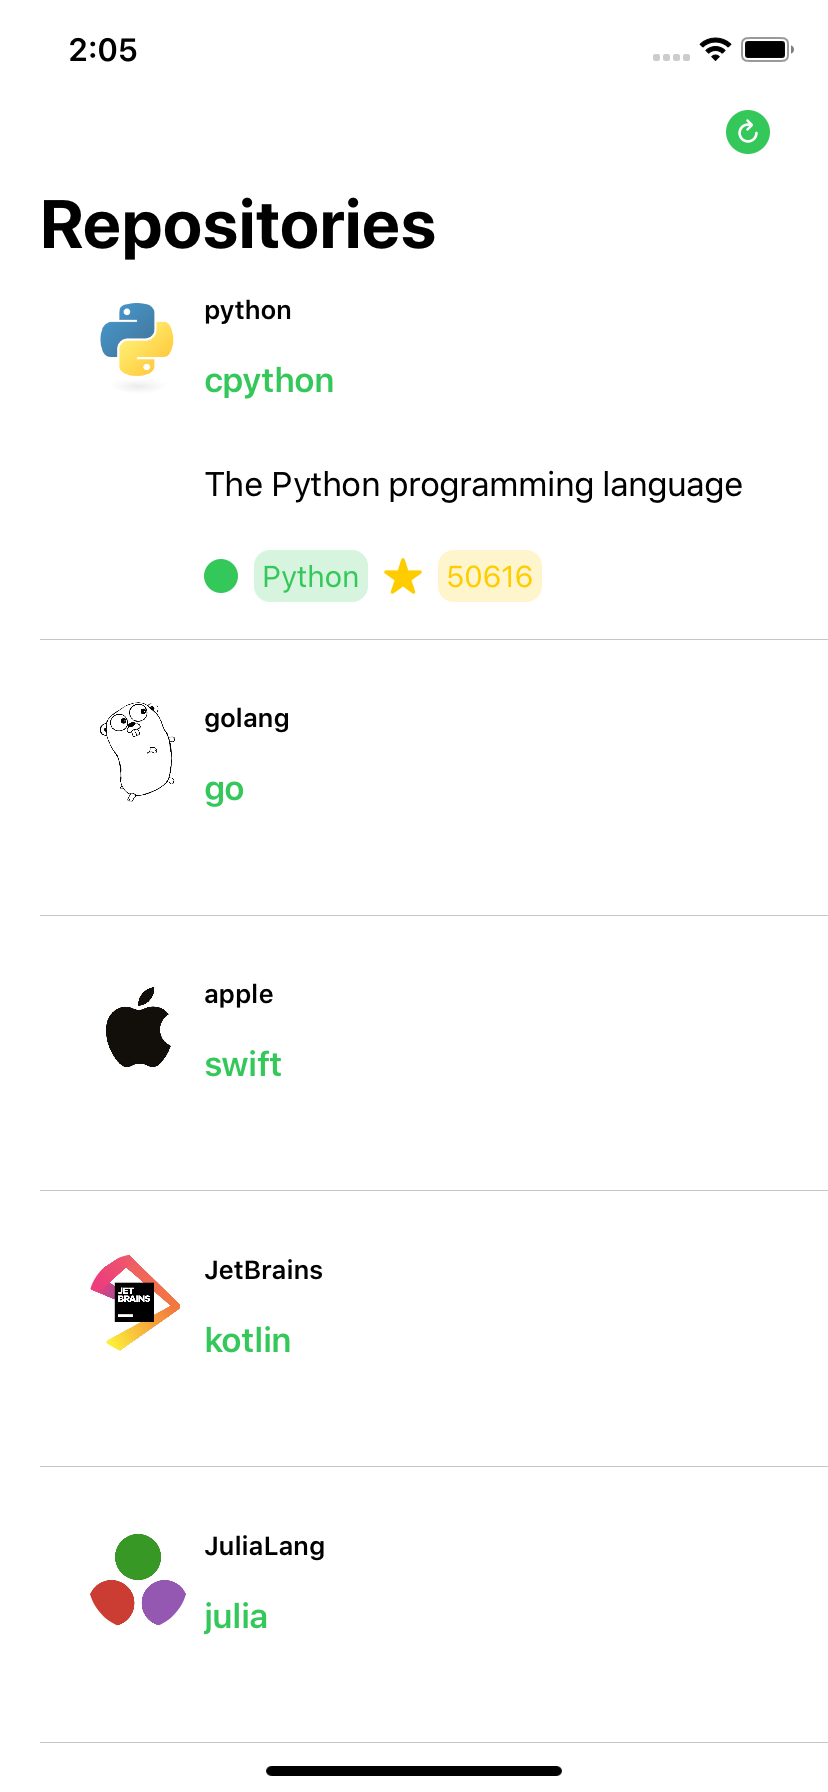 2:05
Repositories
python
cpython
The Python programming language
Python 50616
golang
go
apple
swift
JET
BRAINS
JetBrains
kotlin
JuliaLang
julia